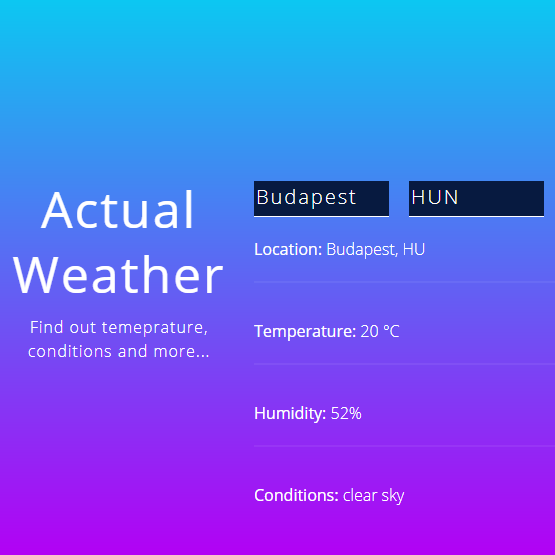 Actual
Weather
Find out temeprature,
conditions and more...
Budapest
HUN
Location: Budapest, HU
Temperature: 20 °C
Humidity: 52%
Conditions: clear sky